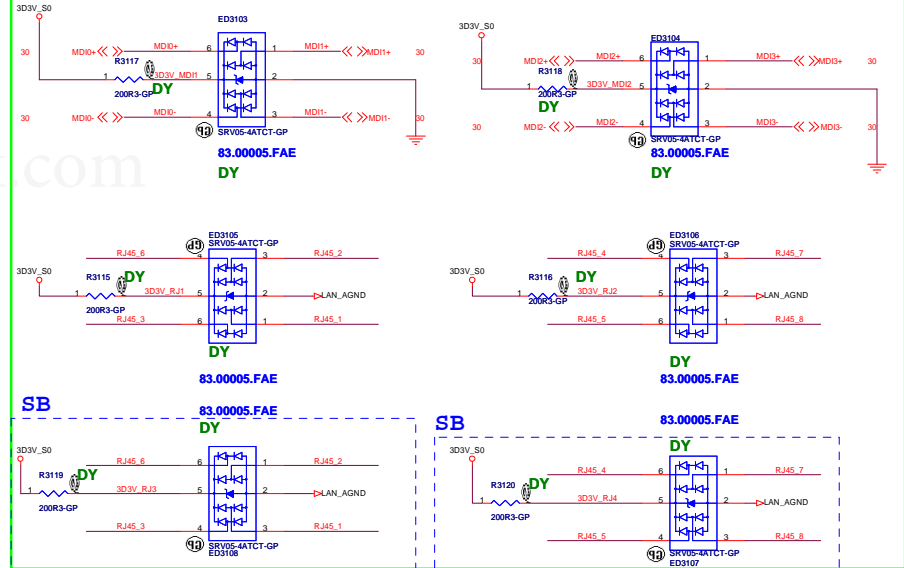 3D3V_S0
ED3103
30 MDI0+ MDI0+ 6 1 MDI1+ MDI1+ 30
R3117
1 3D3V_MDI1 5 2
DY
200R3-GP
30 MDI0- MDI0- 4 3 MDI1- MDI1- 30
GP SRV05-4ATCT-GP
83.00005.FAE
DY
.com
3D3V_S0
ED3104
30 MDI2+ MDI2+ 6 1 MDI3+ MDI3+ 30
R3118
1 3D3V_MDI2 5 2
200R3-GP
DY
30 MDI2- MDI2- 4 3 MDI3- MDI3- 30
GP SRV05-4ATCT-GP
83.00005.FAE
DY
ED3105
GP SRV05-4ATCT-GP
RJ45_6 4 3 RJ45_2
3D3V_S0
R3115 DY
1 3D3V_RJ1 5 2 LAN_AGND
200R3-GP
RJ45_3 6 1 RJ45_1
DY
83.00005.FAE
ED3106
GP SRV05-4ATCT-GP
RJ45_4 4 3 RJ45_7
3D3V_S0
R3116 DY
1 3D3V_RJ2 5 2 LAN_AGND
200R3-GP
RJ45_5 6 1 RJ45_8
DY
83.00005.FAE
SB
83.00005.FAE
DY
3D3V_S0
RJ45_6 6 1 RJ45_2
R3119 DY
1 3D3V_RJ3 5 2 LAN_AGND
200R3-GP
RJ45_3 4 3 RJ45_1
GP SRV05-4ATCT-GP
ED3108
SB
83.00005.FAE
DY
3D3V_S0
RJ45_4 6 1 RJ45_7
R3120 DY
1 3D3V_RJ4 5 2 LAN_AGND
200R3-GP
RJ45_5 4 3 RJ45_8
GP SRV05-4ATCT-GP
ED3107